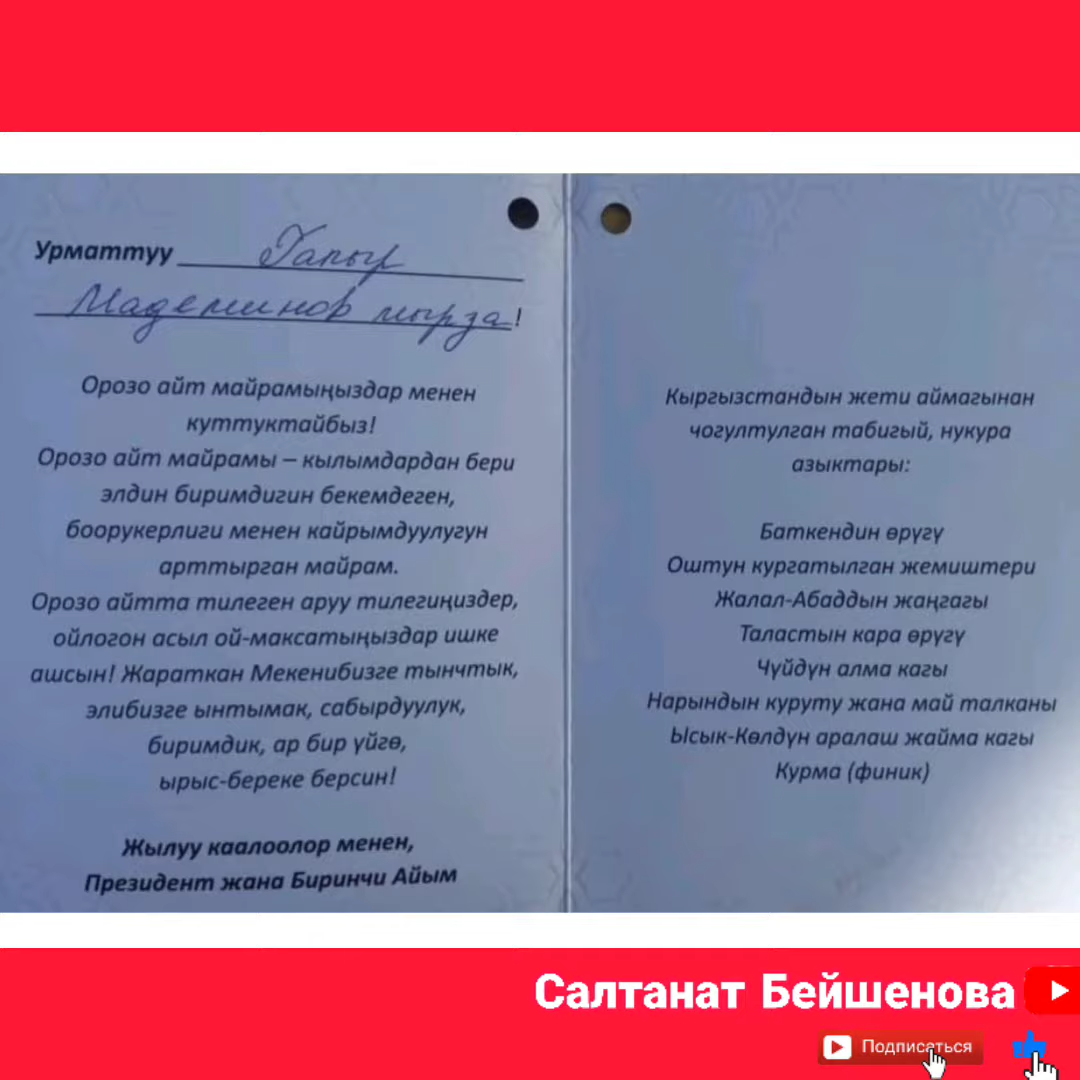 Урматтуу Гапыр
Мадеминов мырза!
Орозо айт майрамыңыздар менен
куттуктайбыз!
Орозо айт майрамы – кылымдардан бери
элдин биримдигин бекемдеген,
боорукерлиги менен кайрымдуулугун
арттырган майрам.
Орозо айтта тилеген аруу тилегиңиздер,
ойлогон асыл ой-максатыңыздар ишке
ашсын! Жараткан Мекенибизге тынчтык,
элибизге ынтымак, сабырдуулук,
биримдик, ар бир үйгө,
ырыс-береке берсин!
Жылуу каалоолор менен,
Президент жана Биринчи Айым
Кыргызстандын жети аймагынан
чогултулган табигый, нукура
азыктары:
Баткендин өрүгү
Оштун кургатылган жемиштери
Жалал-Абаддын жаңгагы
Таластын кара өрүгү
Чүйдүн алма кагы
Нарындын куруту жана май талканы
Ысык-Көлдүн аралаш жайма кагы
Курма (финик)
Салтанат Бейшенова
Подписаться